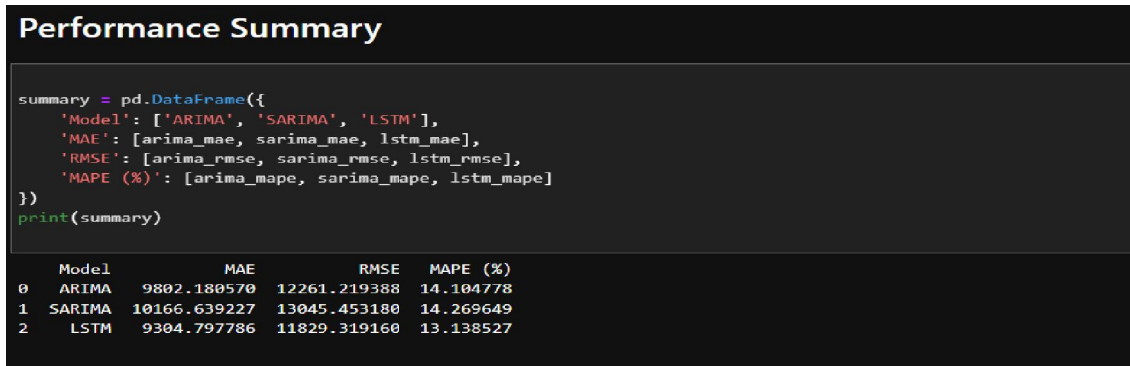 Performance Summary
summary = pd.DataFrame({
    'Model': ['ARIMA', 'SARIMA', 'LSTM'],
    'MAE': [arima_mae, sarima_mae, lstm_mae],
    'RMSE': [arima_rmse, sarima_rmse, lstm_rmse],
    'MAPE (%)': [arima_mape, sarima_mape, lstm_mape]
})
print(summary)
    Model           MAE          RMSE   MAPE (%)
0   ARIMA   9802.180570  12261.219388  14.104778
1  SARIMA  10166.639227  13045.453180  14.269649
2    LSTM   9304.797786  11829.319160  13.138527